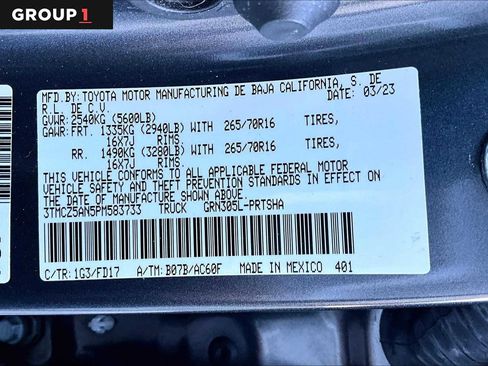 GROUP 1
MFD.BY: TOYOTA MOTOR MANUFACTURING DE BAJA CALIFORNIA, S. DE
R.L. DE C.V. DATE: 03/23
GVWR: 2540KG (5600LB)
GAWR: FRT. 1335KG (2940LB) WITH 265/70R16 TIRES,
16X7J RIMS.
RR. 1490KG (3280LB) WITH 265/70R16 TIRES,
16X7J RIMS.
THIS VEHICLE CONFORMS TO ALL APPLICABLE FEDERAL MOTOR
VEHICLE SAFETY AND THEFT PREVENTION STANDARDS IN EFFECT ON
THE DATE OF MANUFACTURE SHOWN ABOVE.
3TMCZ5AN5PM583733 TRUCK GRN305L-PRTSHA
C/TR: 1G3/FD17 A/TM: B07B/AC60F MADE IN MEXICO 401